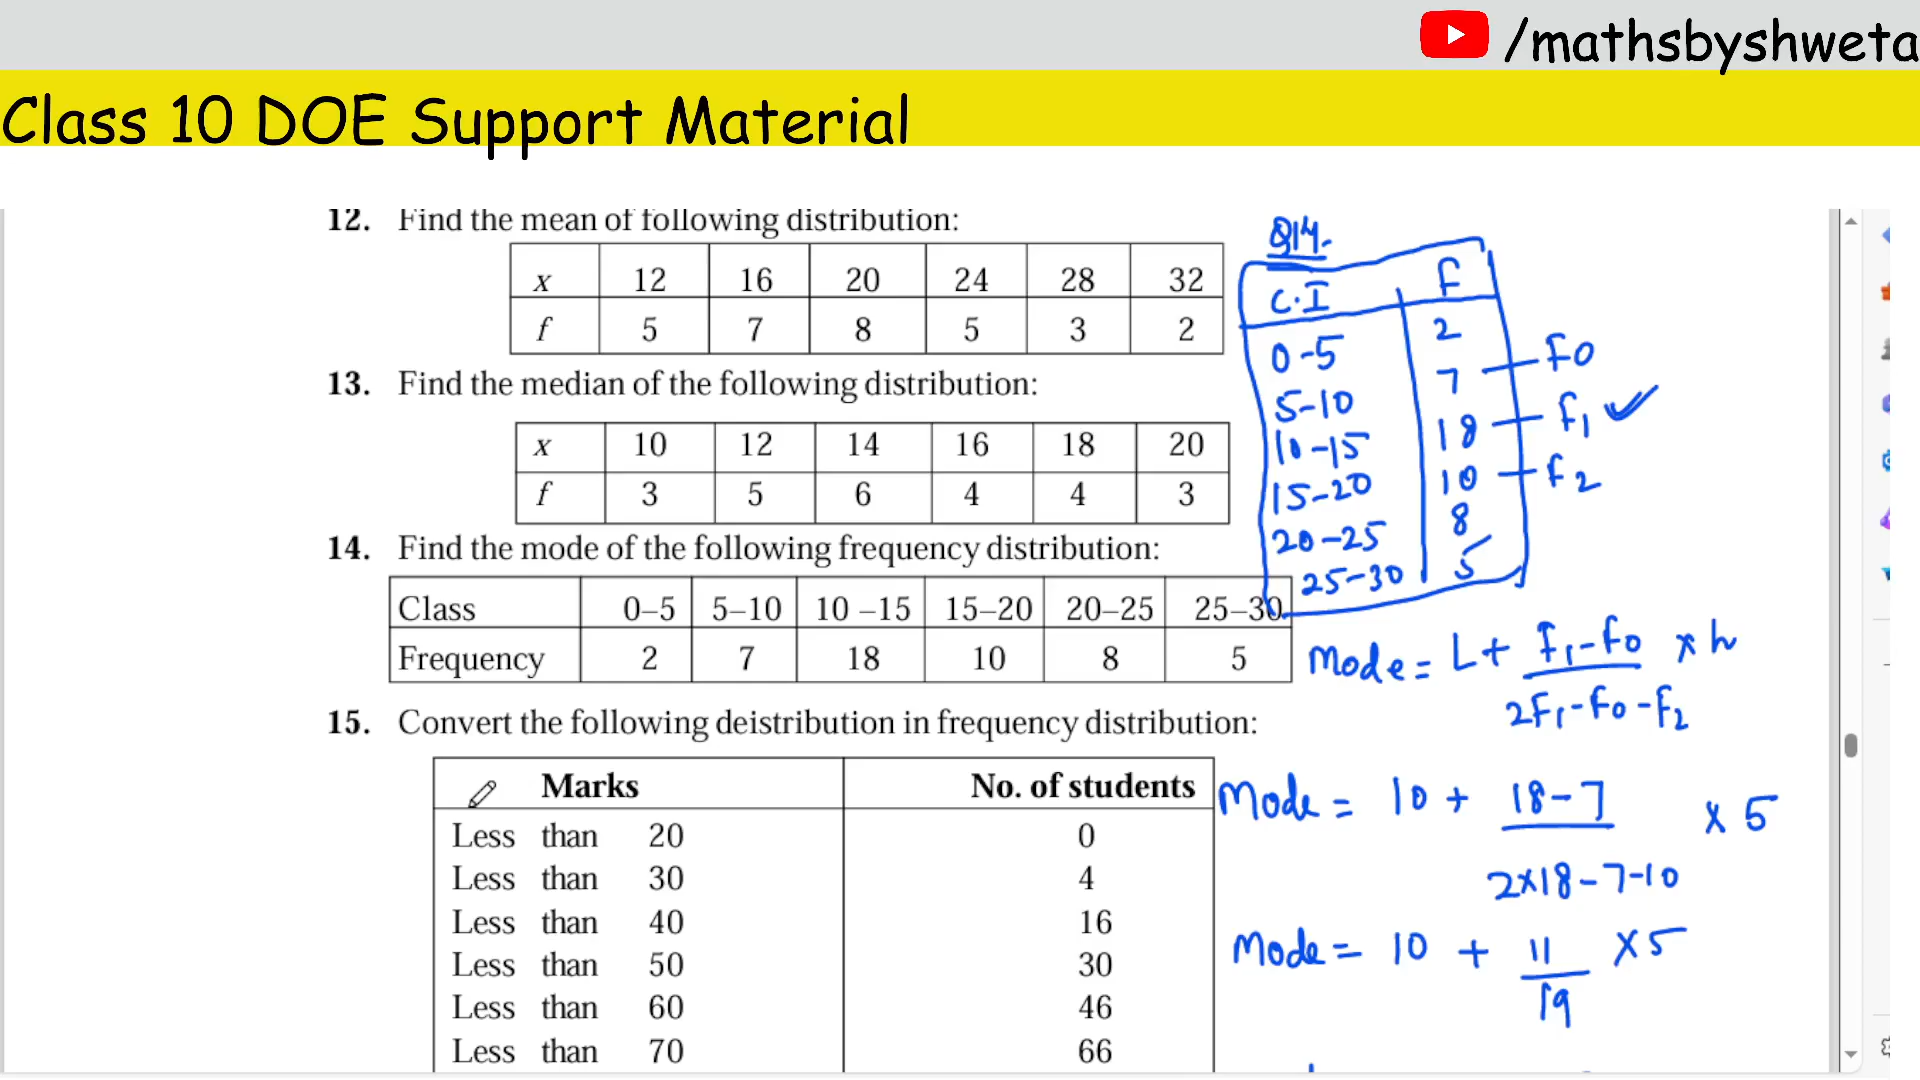 /mathsbyshweta
Class 10 DOE Support Material
12. Find the mean of following distribution:
x 12 16 20 24 28 32
f 5 7 8 5 3 2
13. Find the median of the following distribution:
x 10 12 14 16 18 20
f 3 5 6 4 4 3
14. Find the mode of the following frequency distribution:
Class 0–5 5–10 10 –15 15–20 20–25 25–30
Frequency 2 7 18 10 8 5
15. Convert the following deistribution in frequency distribution:
Marks No. of students
Less than 20 0
Less than 30 4
Less than 40 16
Less than 50 30
Less than 60 46
Less than 70 66
Q14.
C.I F
0-5 2
5-10 7 F0
10-15 18 F1 ✓
15-20 10 F2
20-25 8
25-30 5
Mode = L + F1-F0 x h
2F1-F0-F2
Mode = 10 + 18-7 x 5
2x18-7-10
Mode = 10 + 11 x5
19